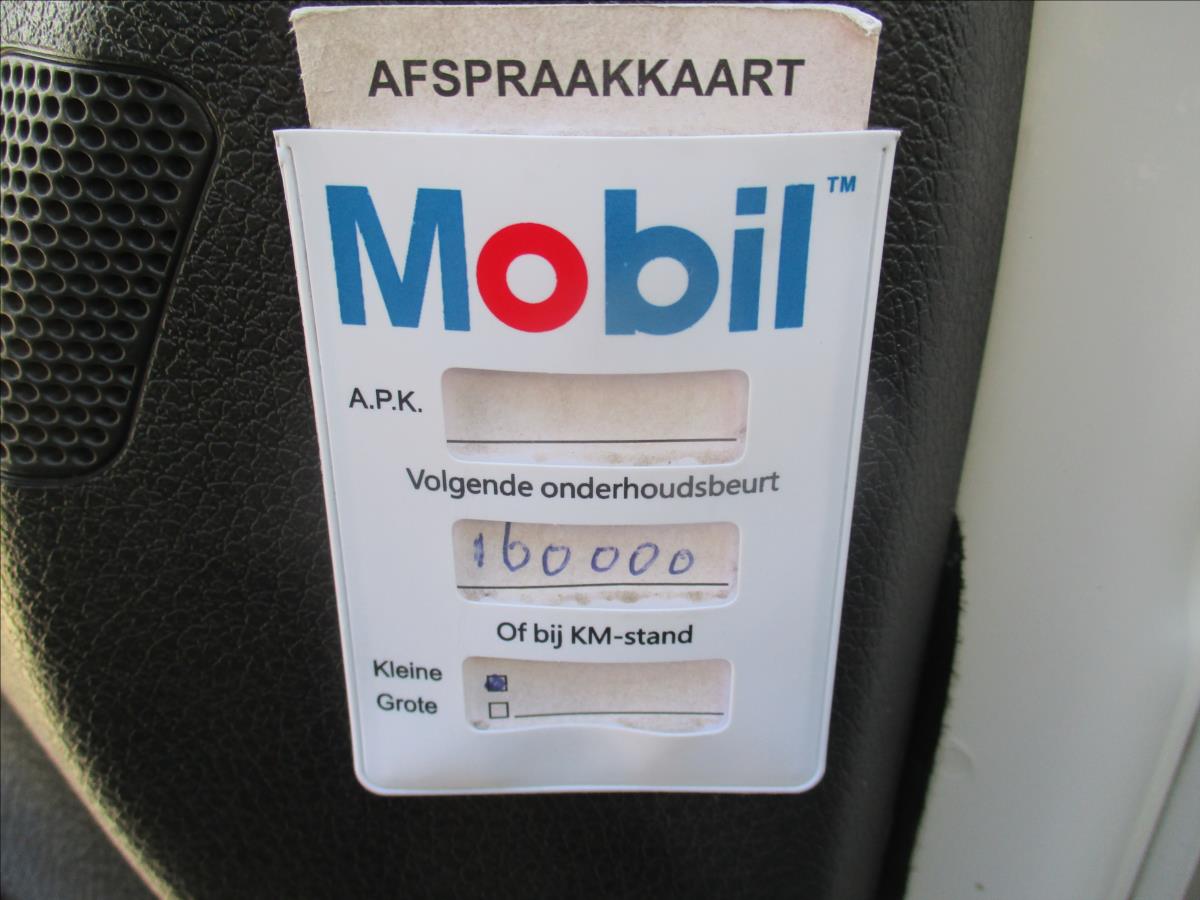 AFSPRAAKKAART
Mobil™
A.P.K.
Volgende onderhoudsbeurt
160000
Of bij KM-stand
Kleine
Grote